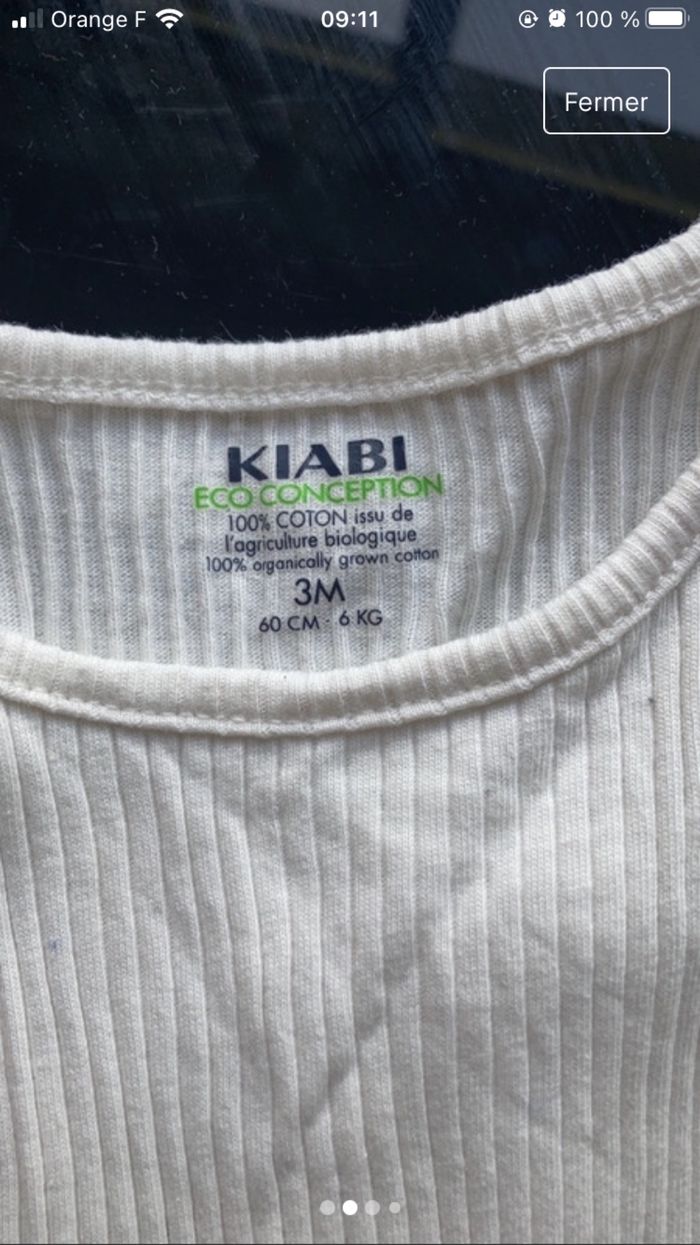 Orange F 09:11 100 %
Fermer
KIABI
ECO CONCEPTION
100% COTON issu de
l'agriculture biologique
100% organically grown cotton
3M
60 CM - 6 KG